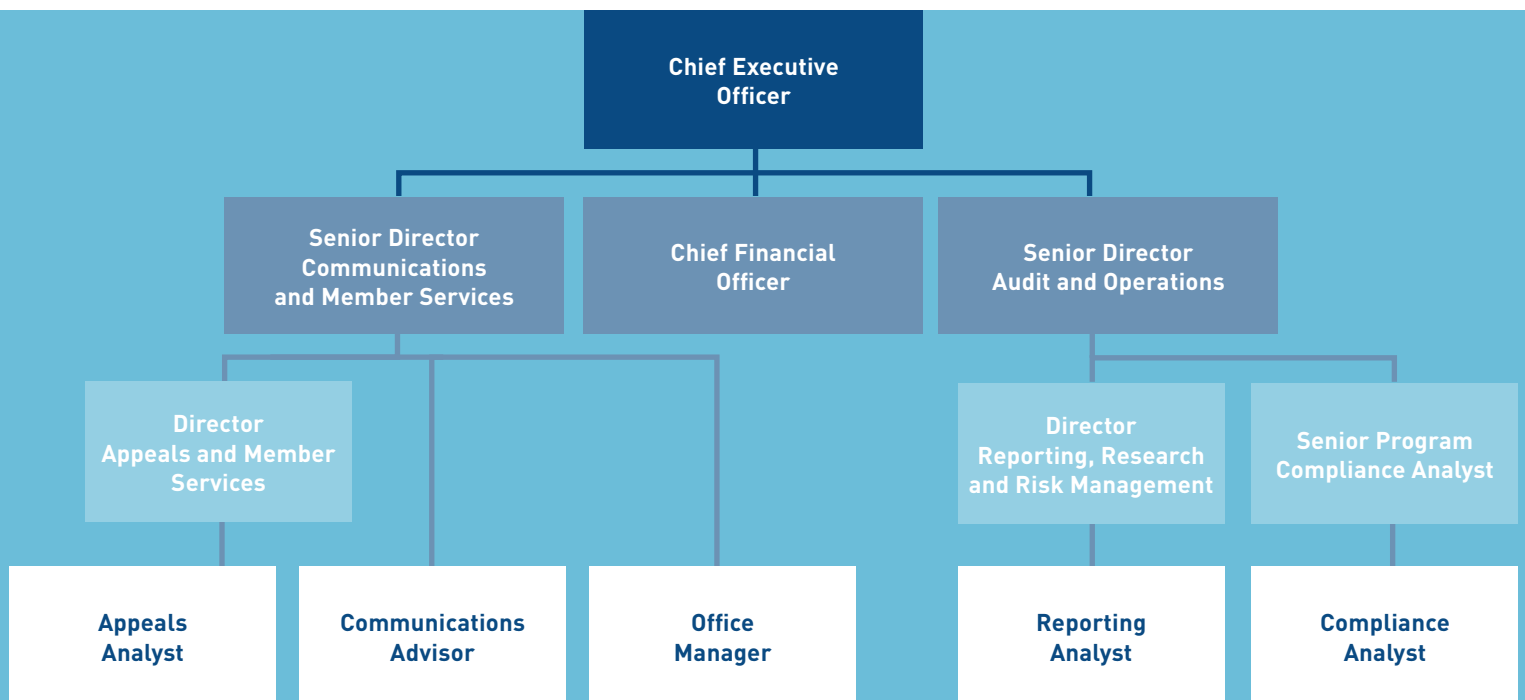 Chief Executive
Officer
Senior Director
Communications
and Member Services
Chief Financial
Officer
Senior Director
Audit and Operations
Director
Appeals and Member
Services
Director
Reporting, Research
and Risk Management
Senior Program
Compliance Analyst
Appeals
Analyst
Communications
Advisor
Office
Manager
Reporting
Analyst
Compliance
Analyst